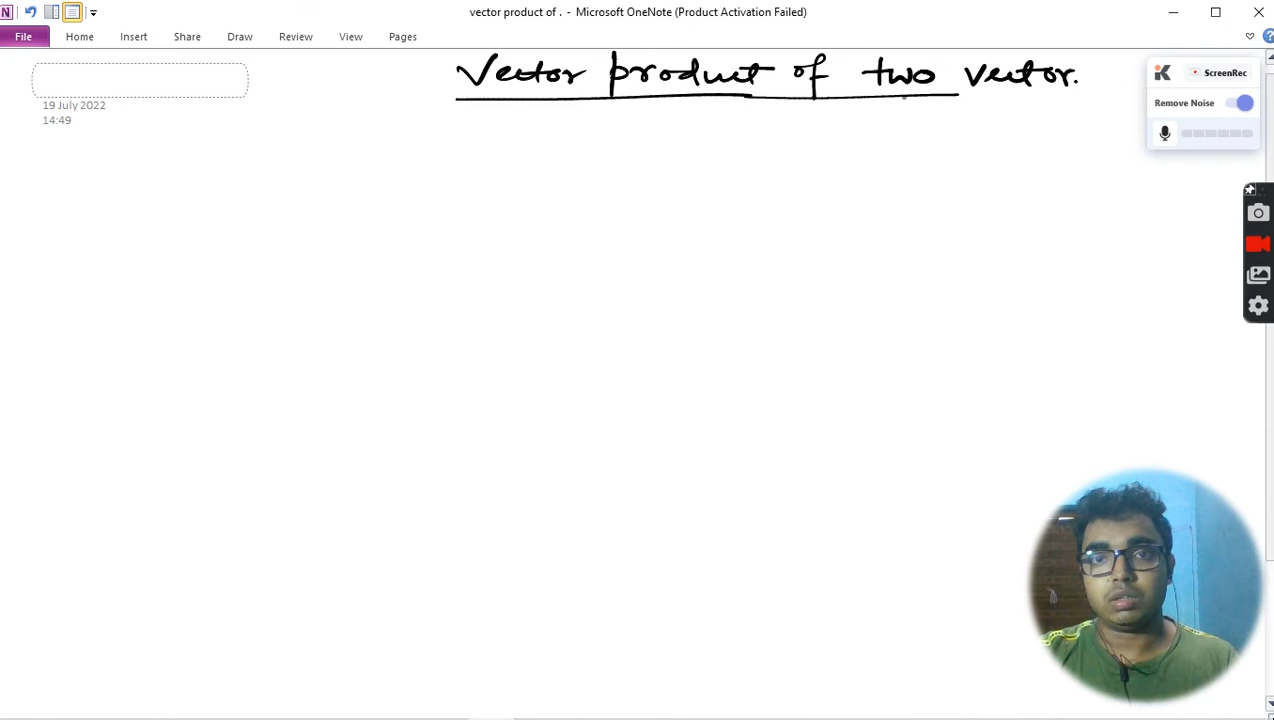 vector product of . - Microsoft OneNote (Product Activation Failed)
File Home Insert Share Draw Review View Pages
Vector product of two vector.
ScreenRec
19 July 2022
Remove Noise
14:49